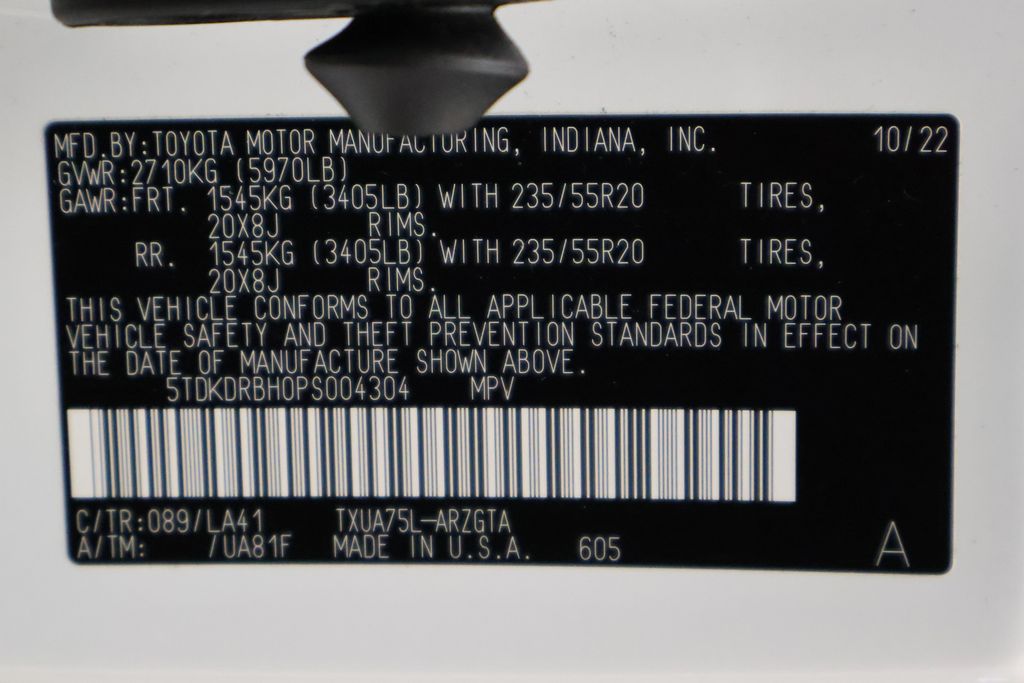 MFD.BY:TOYOTA MOTOR MANUFACTURING, INDIANA, INC. 10/22
GVWR:2710KG (5970LB)
GAWR:FRT. 1545KG (3405LB) WITH 235/55R20 TIRES,
20X8J RIMS.
RR. 1545KG (3405LB) WITH 235/55R20 TIRES,
20X8J RIMS.
THIS VEHICLE CONFORMS TO ALL APPLICABLE FEDERAL MOTOR
VEHICLE SAFETY AND THEFT PREVENTION STANDARDS IN EFFECT ON
THE DATE OF MANUFACTURE SHOWN ABOVE.
5TDKDRBH0PS004304 MPV
C/TR:089/LA41 TXUA75L-ARZGTA
A/TM: /UA81F MADE IN U.S.A. 605
A